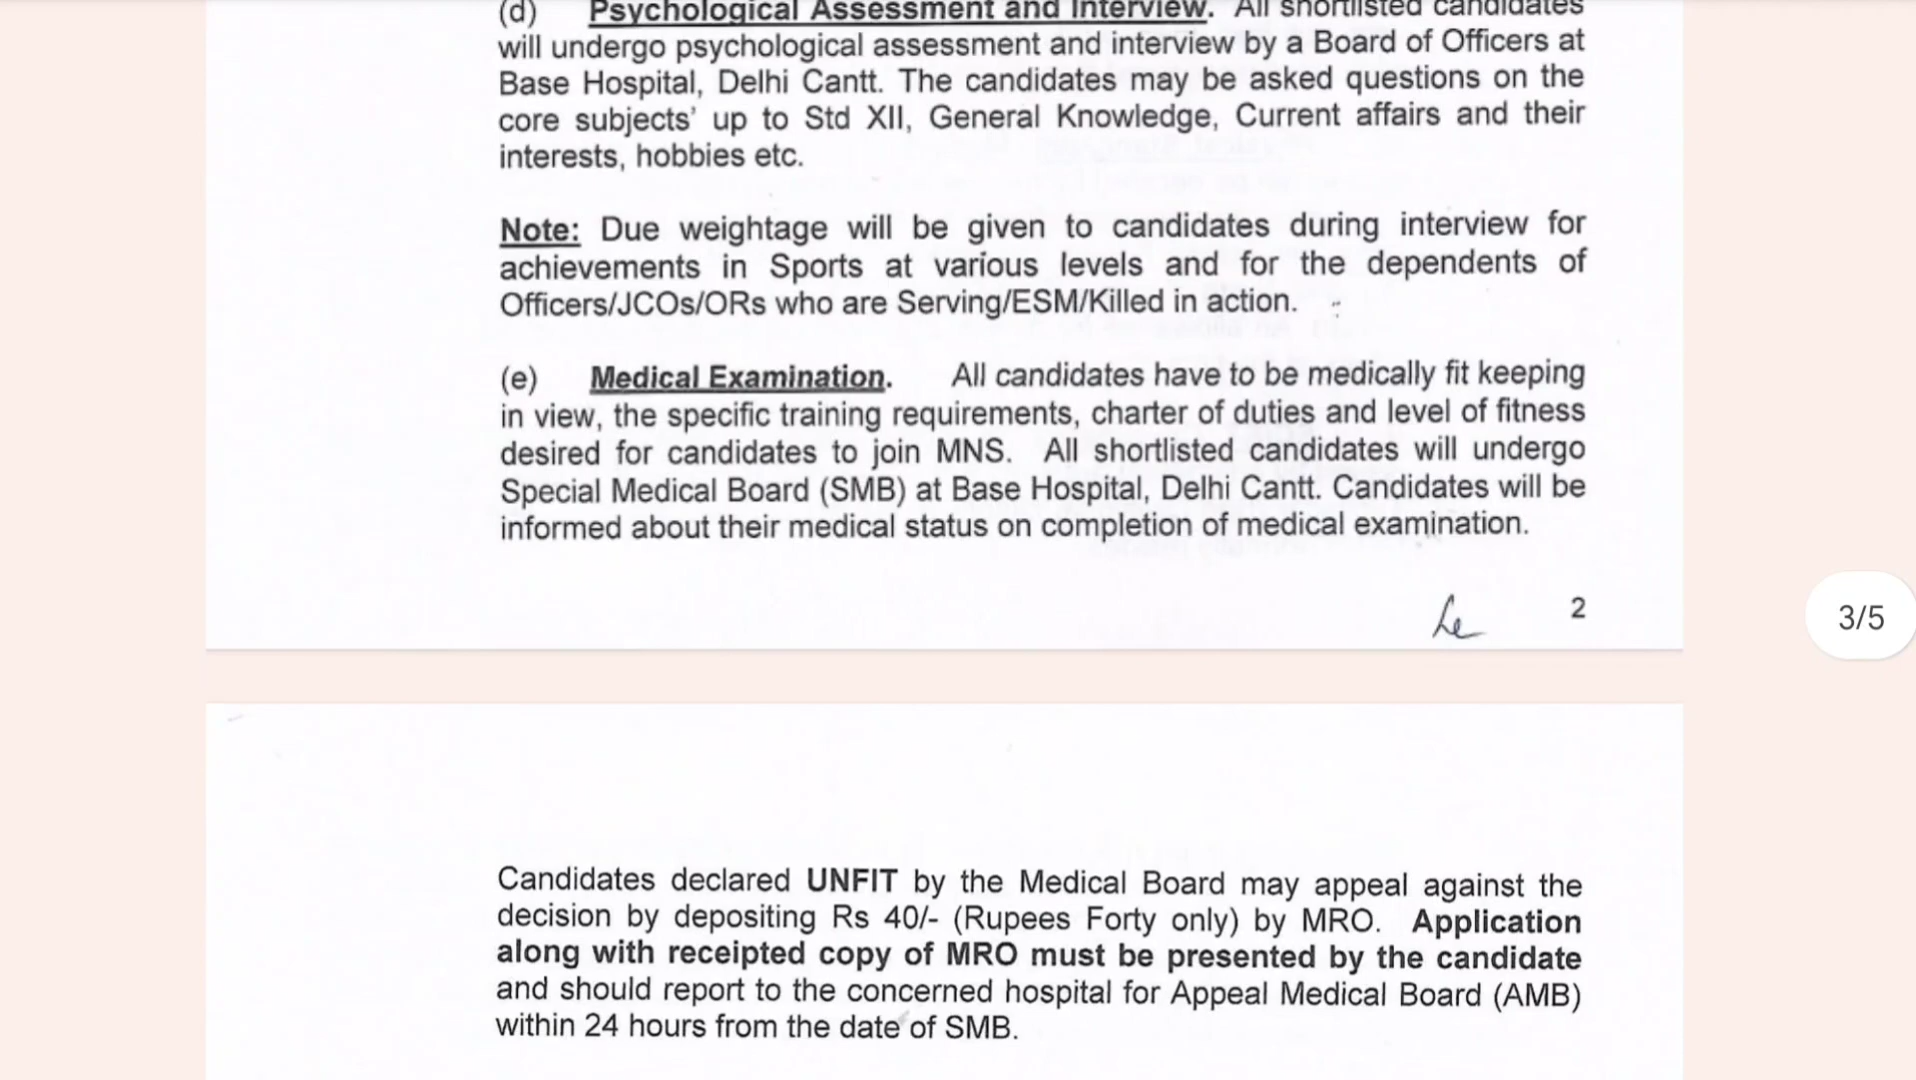 (d) Psychological Assessment and Interview. All shortlisted candidates
will undergo psychological assessment and interview by a Board of Officers at
Base Hospital, Delhi Cantt. The candidates may be asked questions on the
core subjects' up to Std XII, General Knowledge, Current affairs and their
interests, hobbies etc.
Note: Due weightage will be given to candidates during interview for
achievements in Sports at various levels and for the dependents of
Officers/JCOs/ORs who are Serving/ESM/Killed in action.
(e) Medical Examination. All candidates have to be medically fit keeping
in view, the specific training requirements, charter of duties and level of fitness
desired for candidates to join MNS. All shortlisted candidates will undergo
Special Medical Board (SMB) at Base Hospital, Delhi Cantt. Candidates will be
informed about their medical status on completion of medical examination.
2
3/5
Candidates declared UNFIT by the Medical Board may appeal against the
decision by depositing Rs 40/- (Rupees Forty only) by MRO. Application
along with receipted copy of MRO must be presented by the candidate
and should report to the concerned hospital for Appeal Medical Board (AMB)
within 24 hours from the date of SMB.